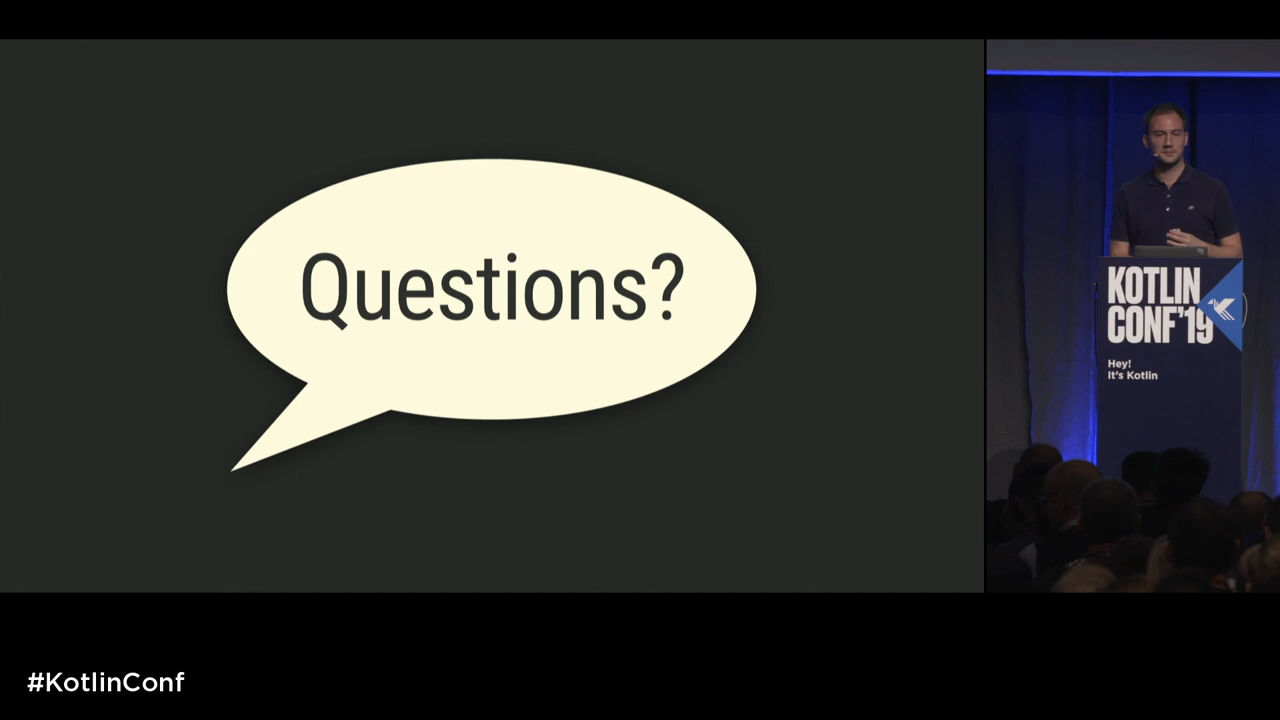 Questions?
KOTLIN
CONF'19
Hey!
It's Kotlin
#KotlinConf